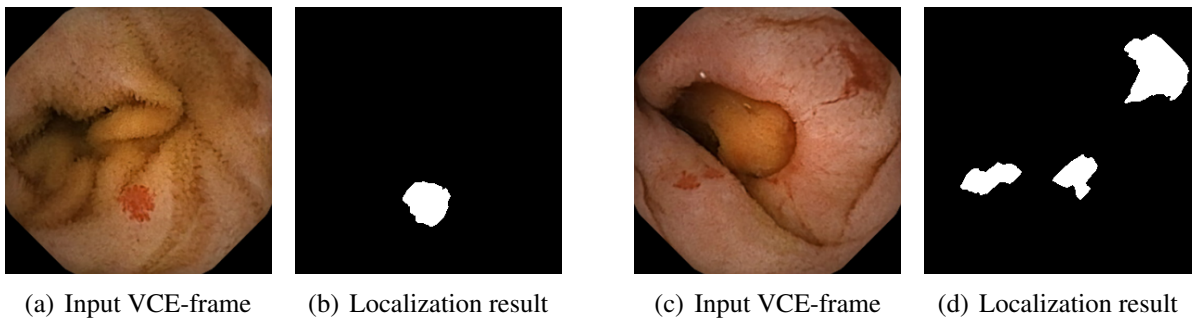 (a) Input VCE-frame (b) Localization result (c) Input VCE-frame (d) Localization result